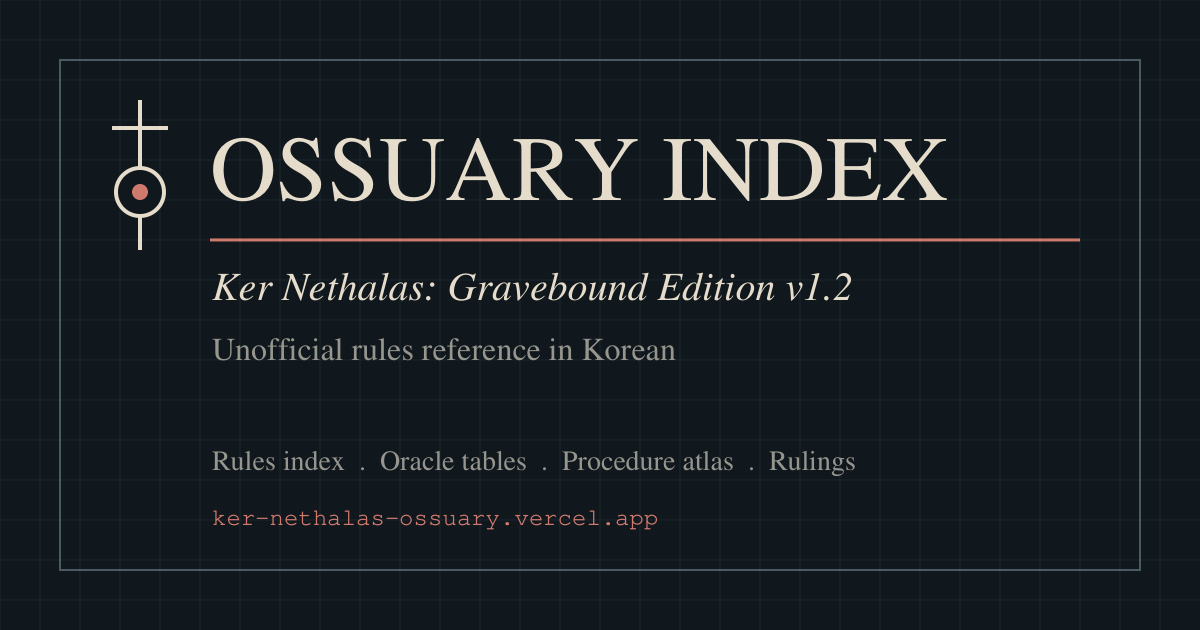 OSSUARY INDEX
Ker Nethalas: Gravebound Edition v1.2
Unofficial rules reference in Korean
Rules index . Oracle tables . Procedure atlas . Rulings
ker-nethalas-ossuary.vercel.app